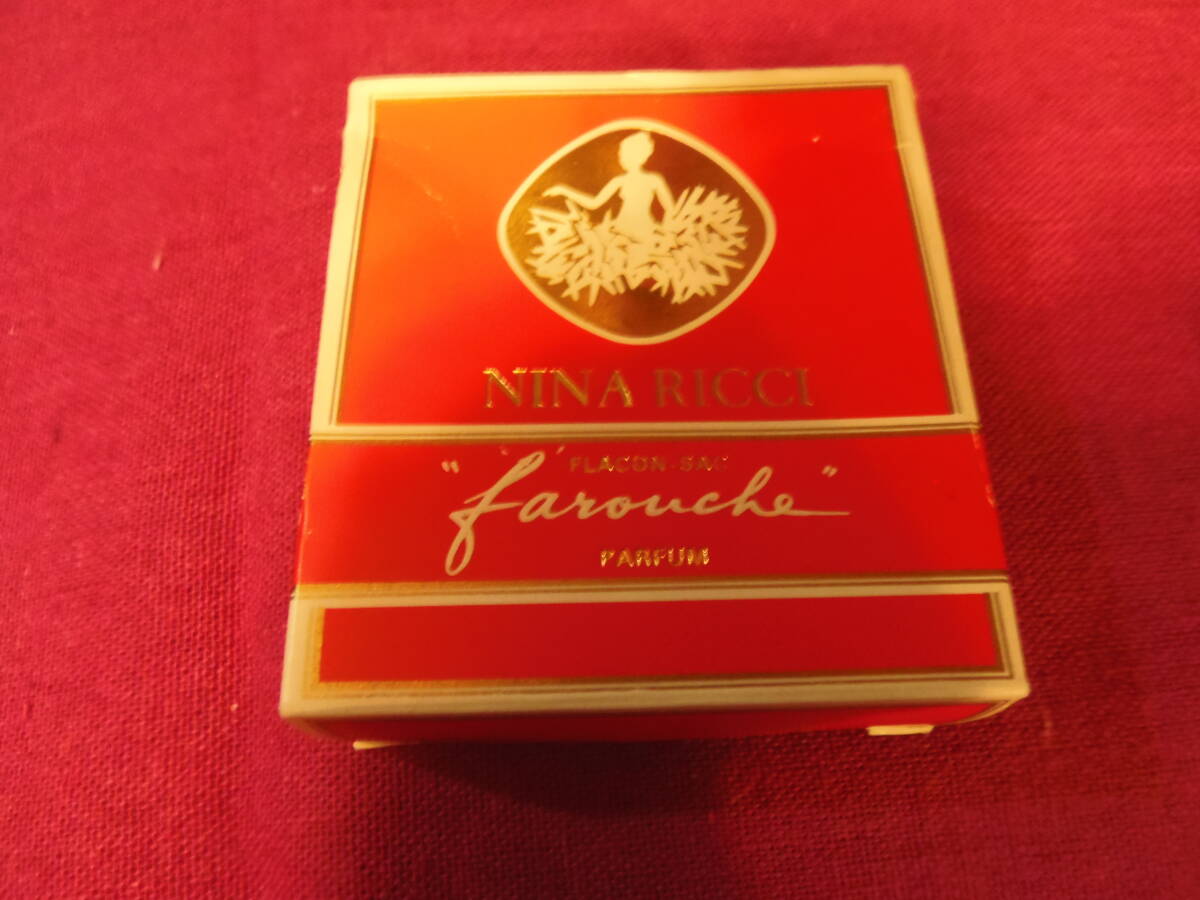 NINA RICCI
FLACON-SAC
"farouche"
PARFUM